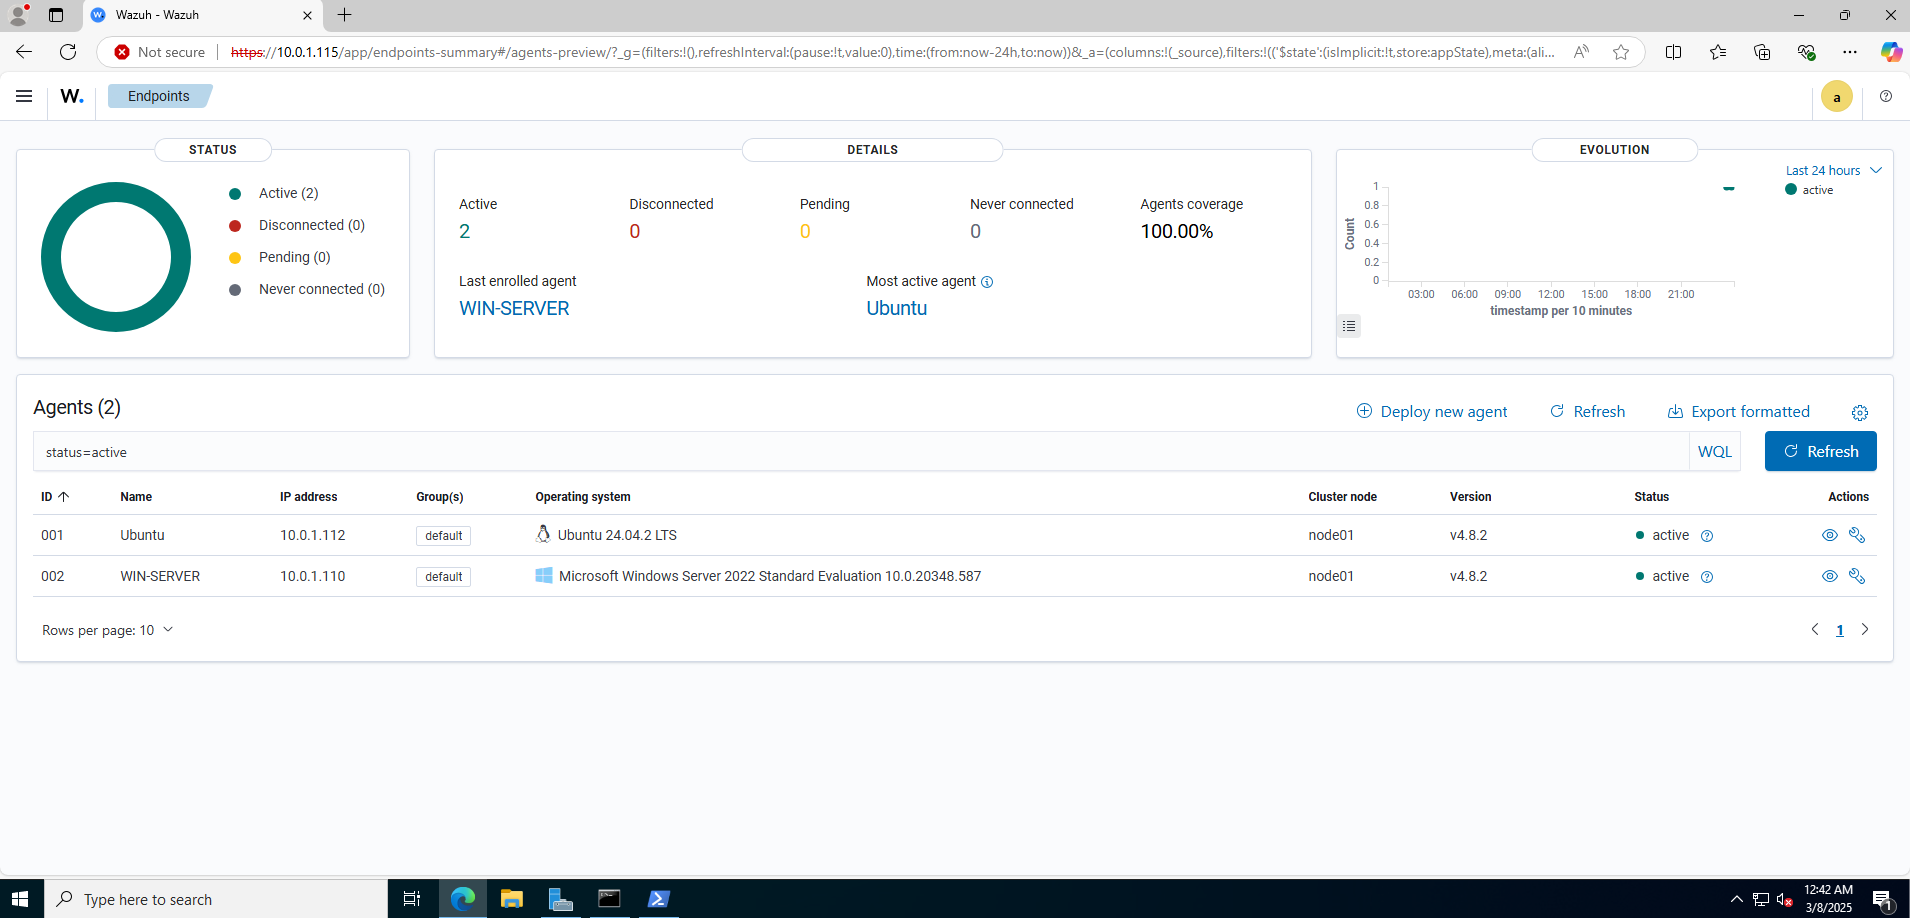 Wazuh - Wazuh
Not secure
https://10.0.1.115/app/endpoints-summary#/agents-preview/?_g=(filters:!(),refreshInterval:(pause:!t,value:0),time:(from:now-24h,to:now))&_a=(columns:!(_source),filters:!(('$state':(isImplicit:!t,store:appState),meta:(ali...
W.
Endpoints
a
STATUS
Active (2)
Disconnected (0)
Pending (0)
Never connected (0)
DETAILS
Active
2
Disconnected
0
Pending
0
Never connected
0
Agents coverage
100.00%
Last enrolled agent
WIN-SERVER
Most active agent
Ubuntu
EVOLUTION
Last 24 hours
active
Count
1
0.8
0.6
0.4
0.2
0
03:00 06:00 09:00 12:00 15:00 18:00 21:00
timestamp per 10 minutes
Agents (2)
Deploy new agent
Refresh
Export formatted
status=active
WQL
Refresh
ID Name IP address Group(s) Operating system Cluster node Version Status Actions
001 Ubuntu 10.0.1.112 default Ubuntu 24.04.2 LTS node01 v4.8.2 active
002 WIN-SERVER 10.0.1.110 default Microsoft Windows Server 2022 Standard Evaluation 10.0.20348.587 node01 v4.8.2 active
Rows per page: 10
1
Type here to search
12:42 AM
3/8/2025
1